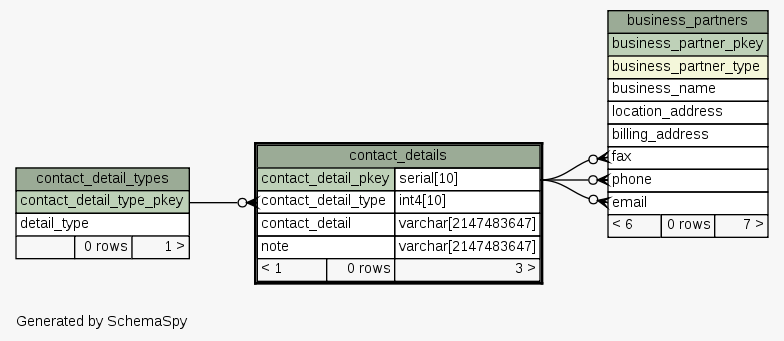 contact_detail_types
contact_detail_type_pkey
detail_type
0 rows 1 >
contact_details
contact_detail_pkey serial[10]
contact_detail_type int4[10]
contact_detail varchar[2147483647]
note varchar[2147483647]
< 1 0 rows 3 >
business_partners
business_partner_pkey
business_partner_type
business_name
location_address
billing_address
fax
phone
email
< 6 0 rows 7 >
Generated by SchemaSpy